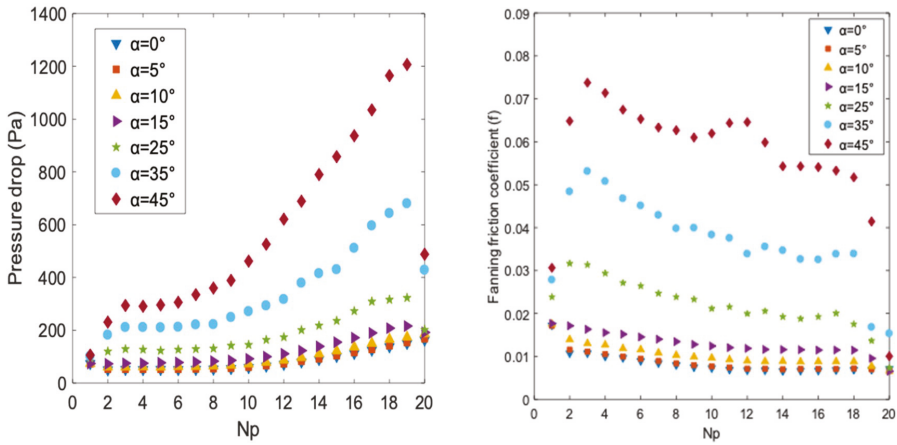 1400
1200
1000
800
600
400
200
0
Pressure drop (Pa)
α=0°
α=5°
α=10°
α=15°
α=25°
α=35°
α=45°
0 2 4 6 8 10 12 14 16 18 20
Np
0.09
0.08
0.07
0.06
0.05
0.04
0.03
0.02
0.01
0
Fanning friction coefficient (f)
α=0°
α=5°
α=10°
α=15°
α=25°
α=35°
α=45°
0 2 4 6 8 10 12 14 16 18 20
Np